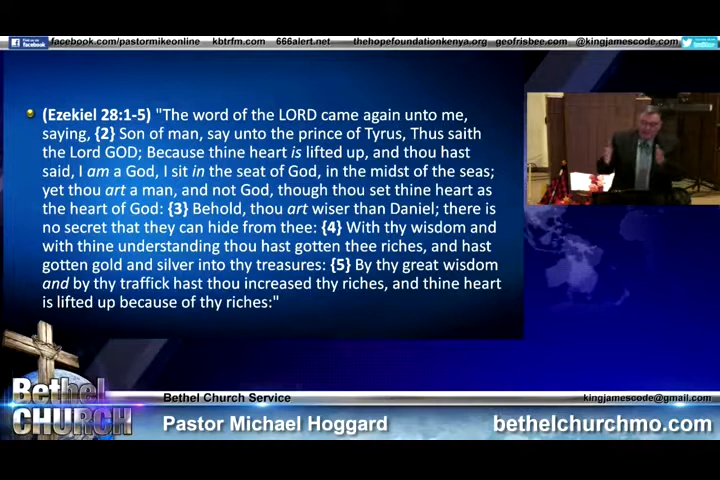 Find us on facebook facebook.com/pastormikeonline kbtrfm.com 666alert.net thehopefoundationkenya.org geofrisbee.com @kingjamescode.com twitter
(Ezekiel 28:1-5) "The word of the LORD came again unto me,
saying, {2} Son of man, say unto the prince of Tyrus, Thus saith
the Lord GOD; Because thine heart is lifted up, and thou hast
said, I am a God, I sit in the seat of God, in the midst of the seas;
yet thou art a man, and not God, though thou set thine heart as
the heart of God: {3} Behold, thou art wiser than Daniel; there is
no secret that they can hide from thee: {4} With thy wisdom and
with thine understanding thou hast gotten thee riches, and hast
gotten gold and silver into thy treasures: {5} By thy great wisdom
and by thy traffick hast thou increased thy riches, and thine heart
is lifted up because of thy riches:"
Bethel
CHURCH
Bethel Church Service kingjamescode@gmail.com
Pastor Michael Hoggard bethelchurchmo.com